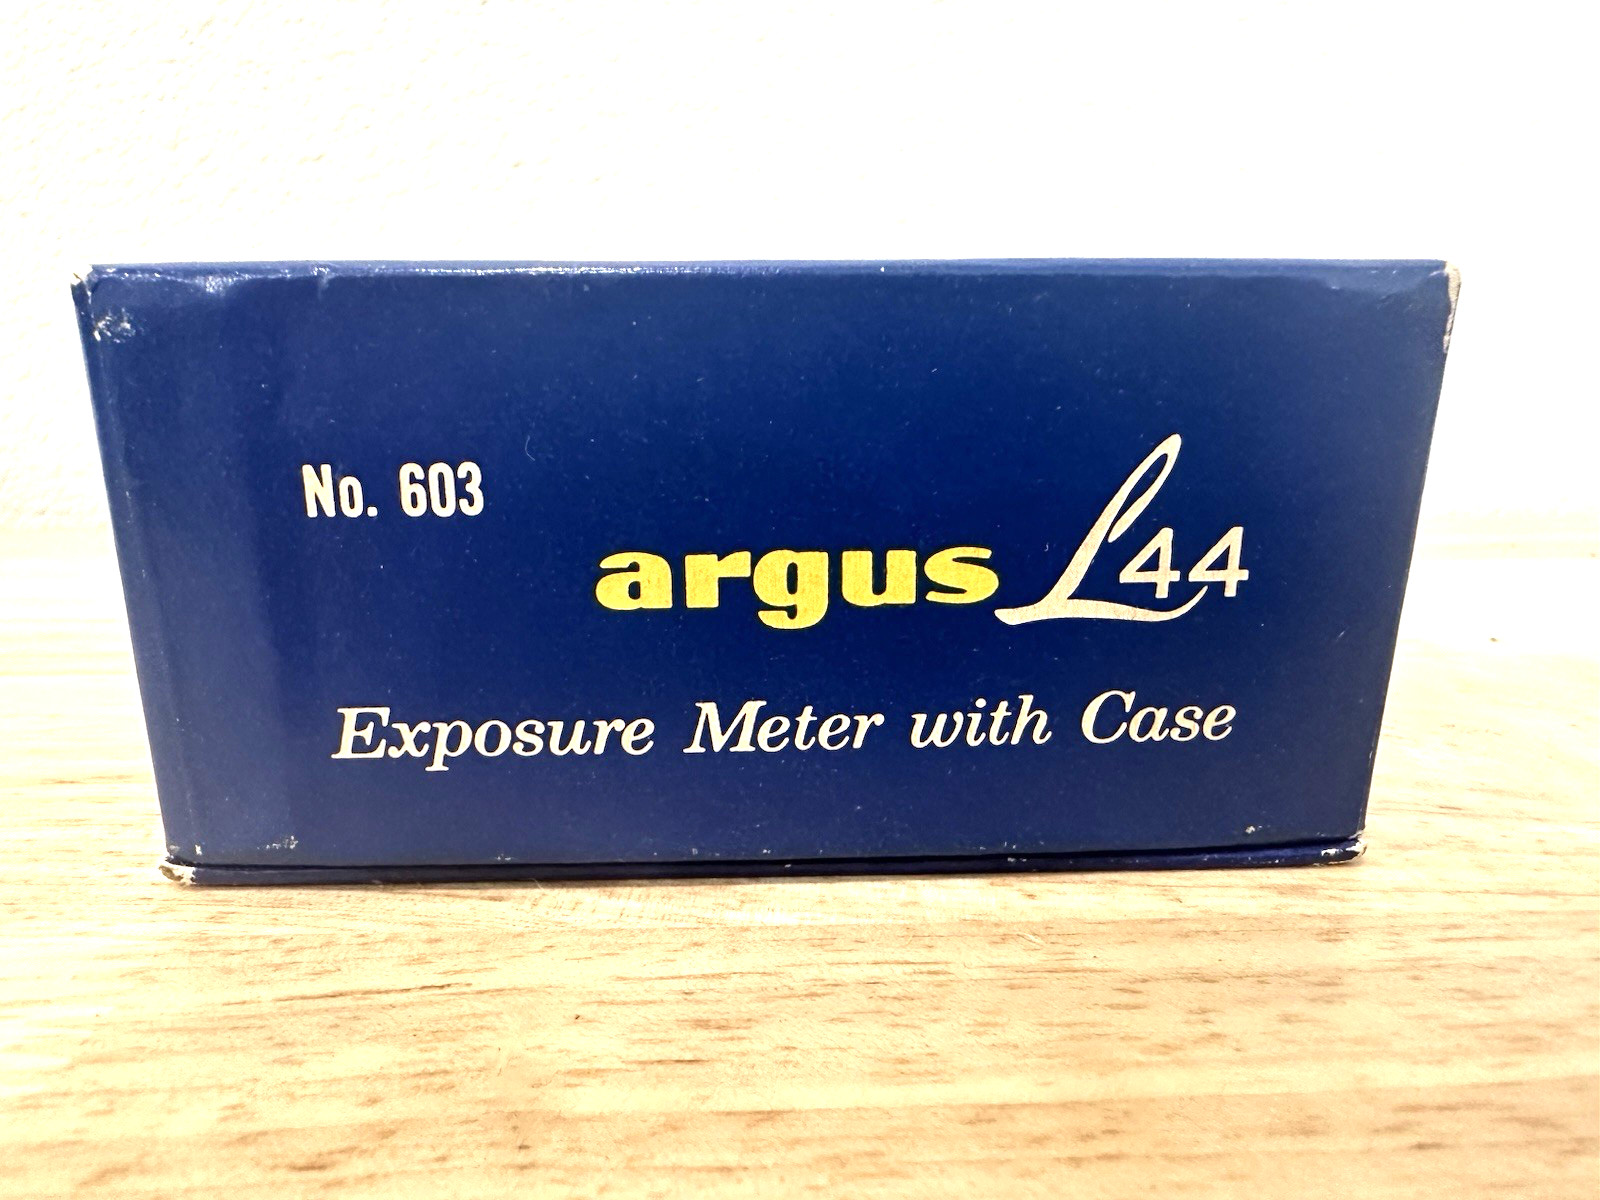 No. 603
argus L44
Exposure Meter with Case